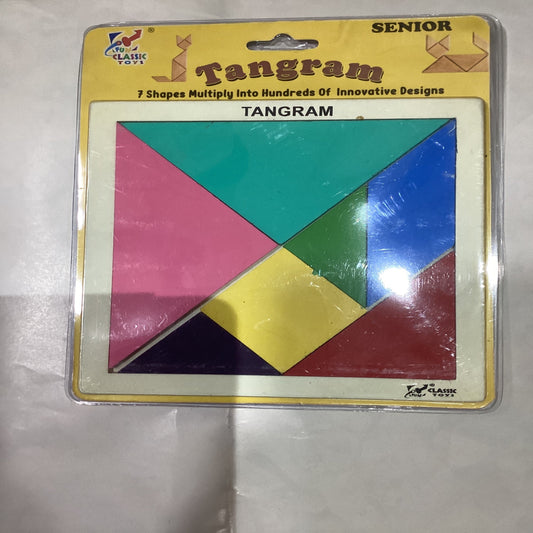 SENIOR
FUN
CLASSIC
TOYS
®
Tangram
7 Shapes Multiply Into Hundreds Of Innovative Designs
TANGRAM
®
CLASSIC
TOYS